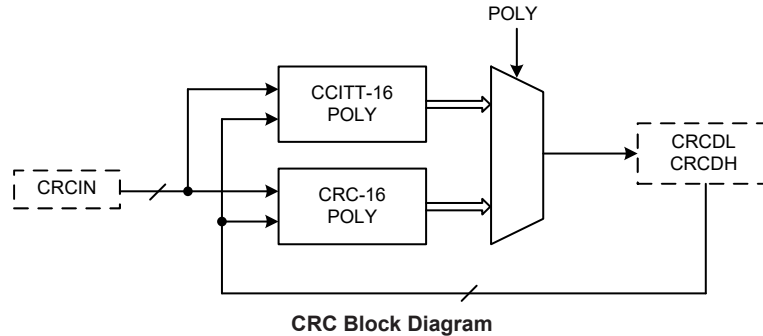 POLY
CCITT-16
POLY
CRCDL
CRCDH
CRCIN
CRC-16
POLY
CRC Block Diagram